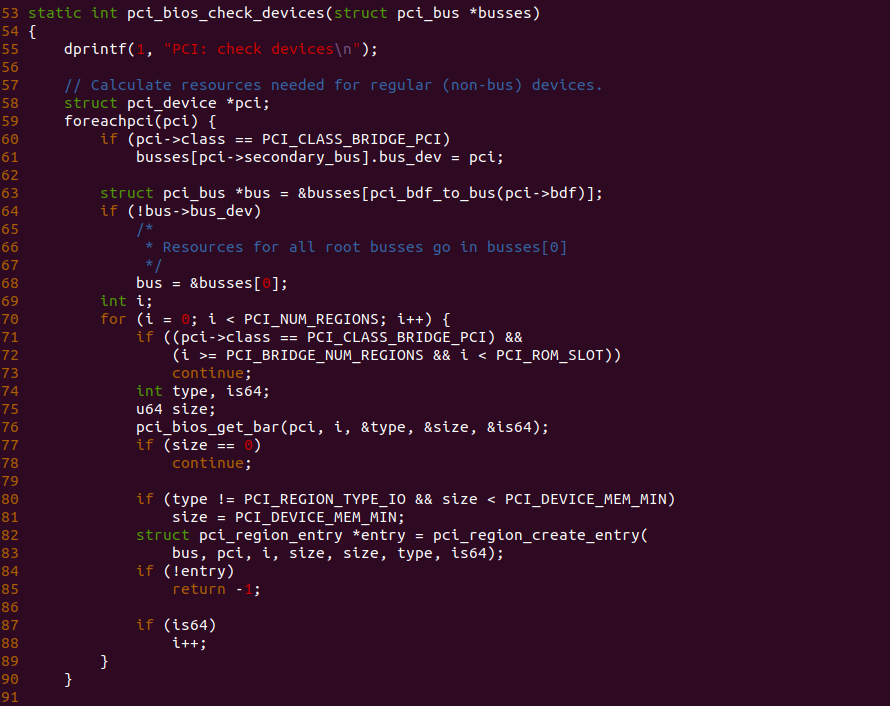 53 static int pci_bios_check_devices(struct pci_bus *busses)
54 {
55     dprintf(1, "PCI: check devices\n");
56
57     // Calculate resources needed for regular (non-bus) devices.
58     struct pci_device *pci;
59     foreachpci(pci) {
60         if (pci->class == PCI_CLASS_BRIDGE_PCI)
61             busses[pci->secondary_bus].bus_dev = pci;
62
63         struct pci_bus *bus = &busses[pci_bdf_to_bus(pci->bdf)];
64         if (!bus->bus_dev)
65             /*
66              * Resources for all root busses go in busses[0]
67              */
68             bus = &busses[0];
69         int i;
70         for (i = 0; i < PCI_NUM_REGIONS; i++) {
71             if ((pci->class == PCI_CLASS_BRIDGE_PCI) &&
72                 (i >= PCI_BRIDGE_NUM_REGIONS && i < PCI_ROM_SLOT))
73                 continue;
74             int type, is64;
75             u64 size;
76             pci_bios_get_bar(pci, i, &type, &size, &is64);
77             if (size == 0)
78                 continue;
79
80             if (type != PCI_REGION_TYPE_IO && size < PCI_DEVICE_MEM_MIN)
81                 size = PCI_DEVICE_MEM_MIN;
82             struct pci_region_entry *entry = pci_region_create_entry(
83                 bus, pci, i, size, size, type, is64);
84             if (!entry)
85                 return -1;
86
87             if (is64)
88                 i++;
89         }
90     }
91